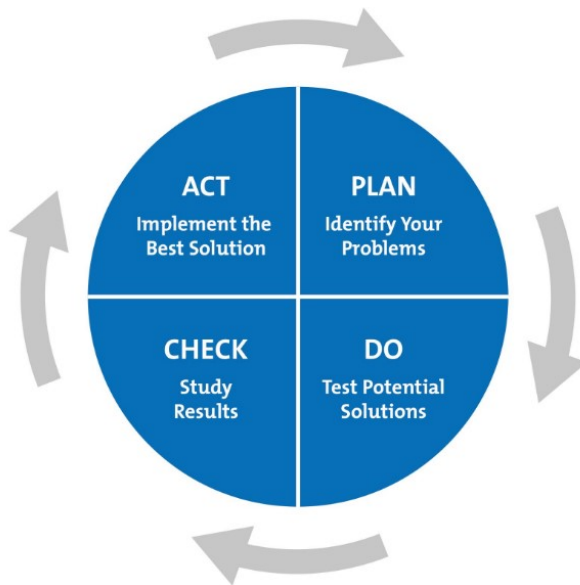 ACT
Implement the
Best Solution
PLAN
Identify Your
Problems
CHECK
Study
Results
DO
Test Potential
Solutions